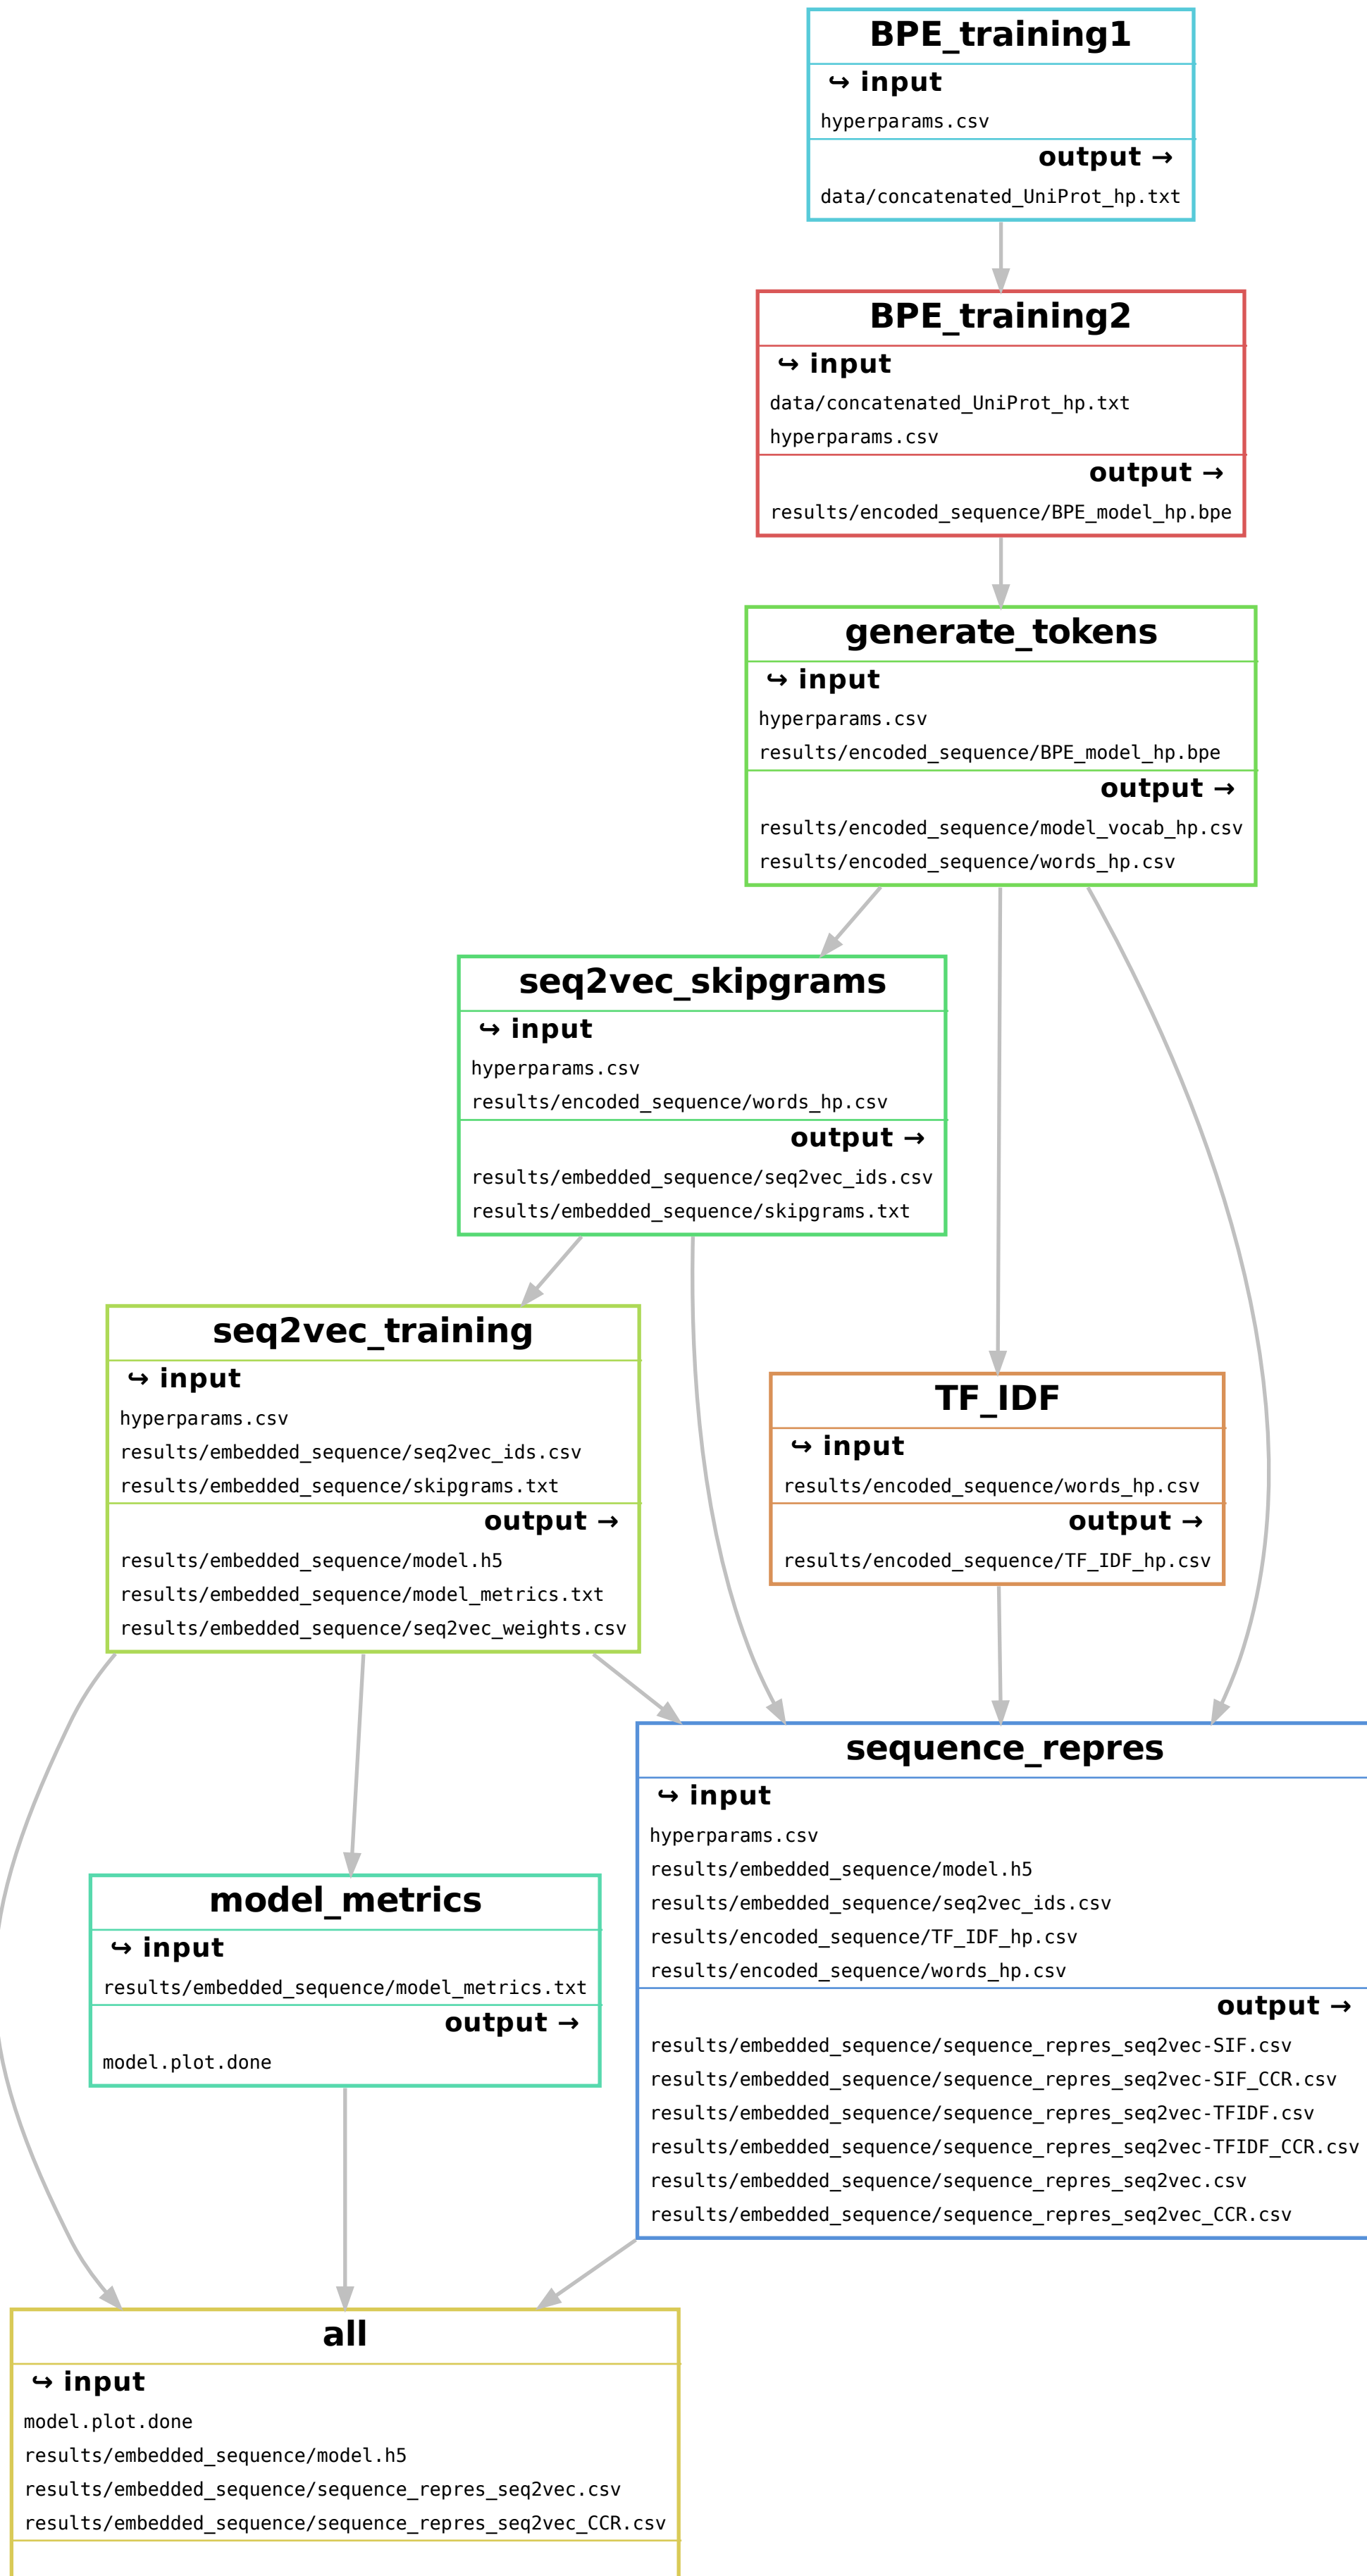 BPE_training1
↪ input
hyperparams.csv
output →
data/concatenated_UniProt_hp.txt
BPE_training2
↪ input
data/concatenated_UniProt_hp.txt
hyperparams.csv
output →
results/encoded_sequence/BPE_model_hp.bpe
generate_tokens
↪ input
hyperparams.csv
results/encoded_sequence/BPE_model_hp.bpe
output →
results/encoded_sequence/model_vocab_hp.csv
results/encoded_sequence/words_hp.csv
seq2vec_skipgrams
↪ input
hyperparams.csv
results/encoded_sequence/words_hp.csv
output →
results/embedded_sequence/seq2vec_ids.csv
results/embedded_sequence/skipgrams.txt
seq2vec_training
↪ input
hyperparams.csv
results/embedded_sequence/seq2vec_ids.csv
results/embedded_sequence/skipgrams.txt
output →
results/embedded_sequence/model.h5
results/embedded_sequence/model_metrics.txt
results/embedded_sequence/seq2vec_weights.csv
TF_IDF
↪ input
results/encoded_sequence/words_hp.csv
output →
results/encoded_sequence/TF_IDF_hp.csv
sequence_repres
↪ input
hyperparams.csv
results/embedded_sequence/model.h5
results/embedded_sequence/seq2vec_ids.csv
results/encoded_sequence/TF_IDF_hp.csv
results/encoded_sequence/words_hp.csv
output →
results/embedded_sequence/sequence_repres_seq2vec-SIF.csv
results/embedded_sequence/sequence_repres_seq2vec-SIF_CCR.csv
results/embedded_sequence/sequence_repres_seq2vec-TFIDF.csv
results/embedded_sequence/sequence_repres_seq2vec-TFIDF_CCR.csv
results/embedded_sequence/sequence_repres_seq2vec.csv
results/embedded_sequence/sequence_repres_seq2vec_CCR.csv
model_metrics
↪ input
results/embedded_sequence/model_metrics.txt
output →
model.plot.done
all
↪ input
model.plot.done
results/embedded_sequence/model.h5
results/embedded_sequence/sequence_repres_seq2vec.csv
results/embedded_sequence/sequence_repres_seq2vec_CCR.csv